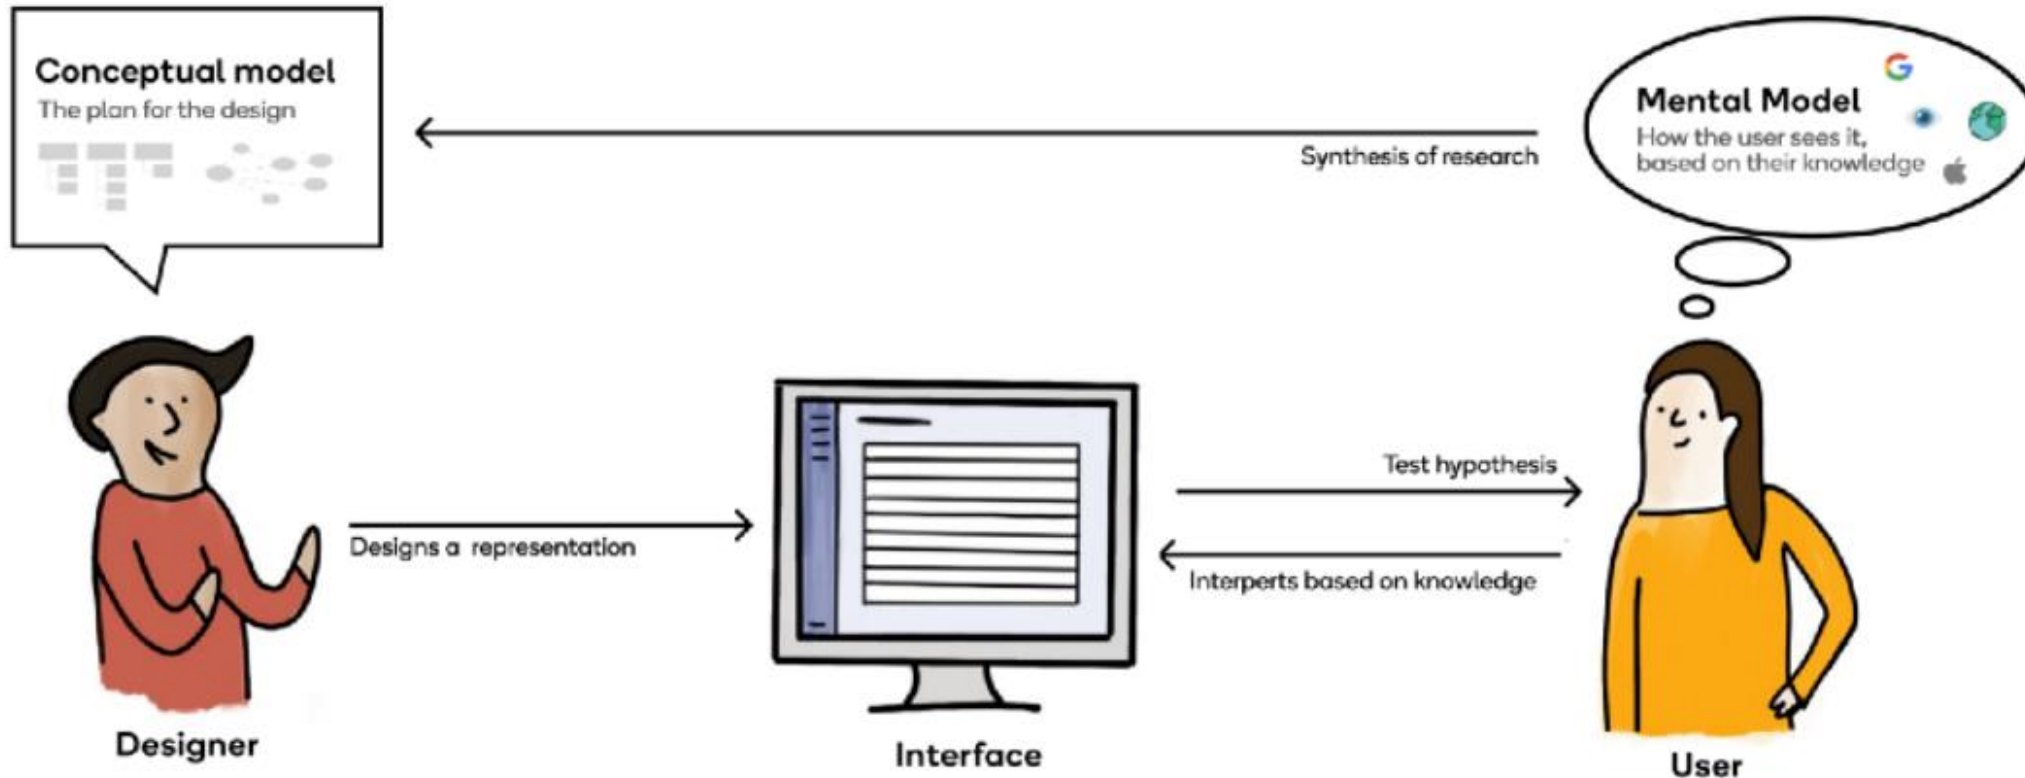 Conceptual model
The plan for the design
Synthesis of research
Mental Model
How the user sees it,
based on their knowledge
G
Designs a representation
Test hypothesis
Interperts based on knowledge
Designer
Interface
User